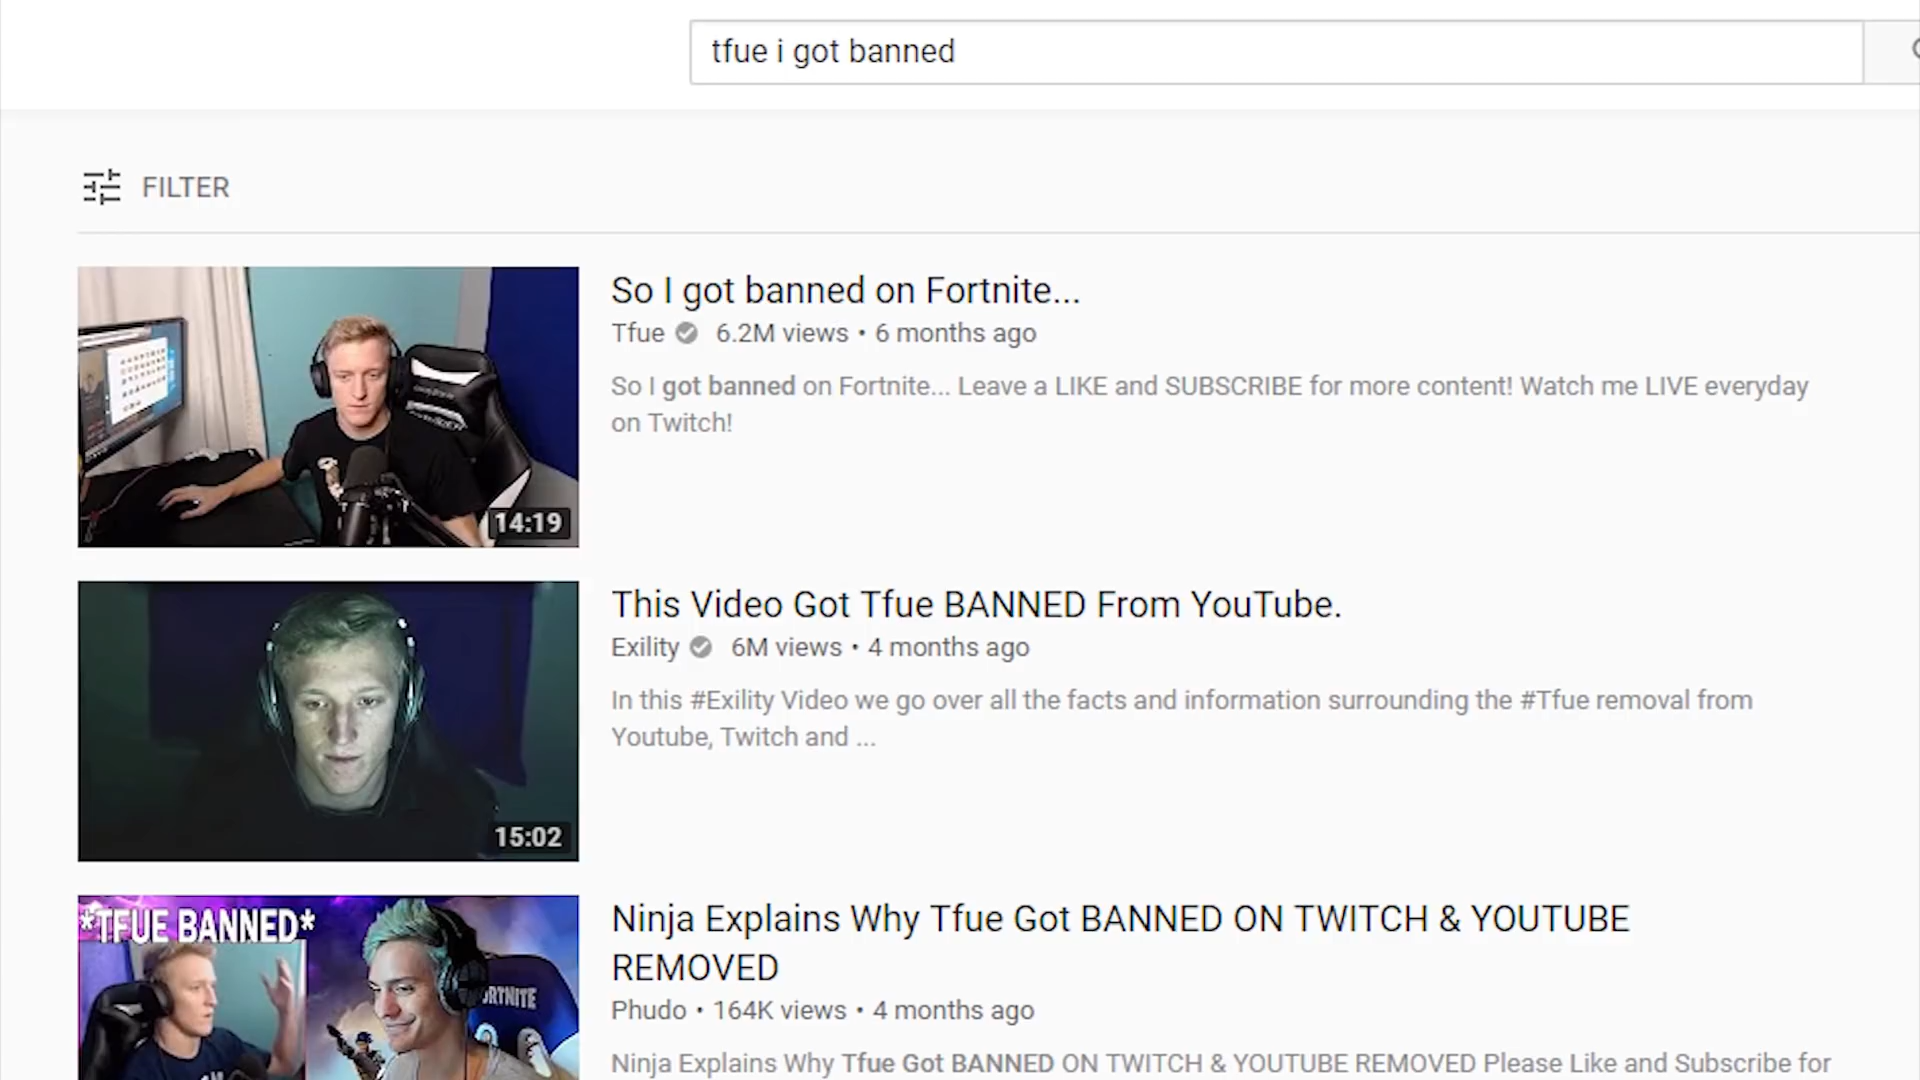 tfue i got banned
FILTER
So I got banned on Fortnite...
Tfue 6.2M views • 6 months ago
So I got banned on Fortnite... Leave a LIKE and SUBSCRIBE for more content! Watch me LIVE everyday
on Twitch!
14:19
This Video Got Tfue BANNED From YouTube.
Exility 6M views • 4 months ago
In this #Exility Video we go over all the facts and information surrounding the #Tfue removal from
Youtube, Twitch and ...
15:02
*TFUE BANNED*
Ninja Explains Why Tfue Got BANNED ON TWITCH & YOUTUBE
REMOVED
Phudo • 164K views • 4 months ago
Ninja Explains Why Tfue Got BANNED ON TWITCH & YOUTUBE REMOVED Please Like and Subscribe for